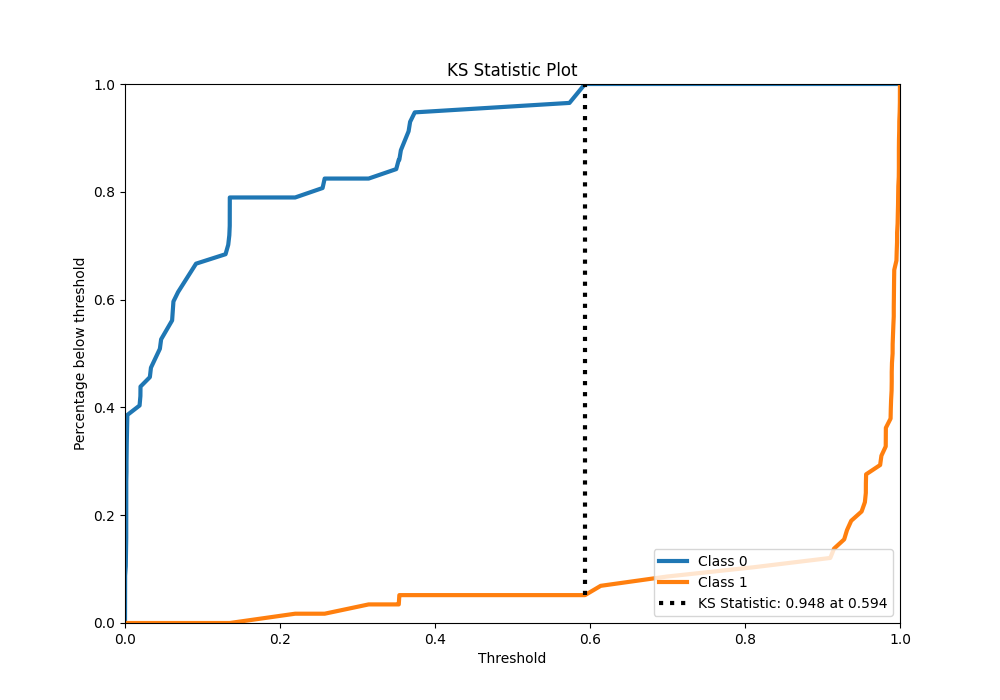 KS Statistic Plot
1.0
0.8
0.6
0.4
0.2
0.0
Percentage below threshold
0.0 0.2 0.4 0.6 0.8 1.0
Threshold
Class 0
Class 1
KS Statistic: 0.948 at 0.594